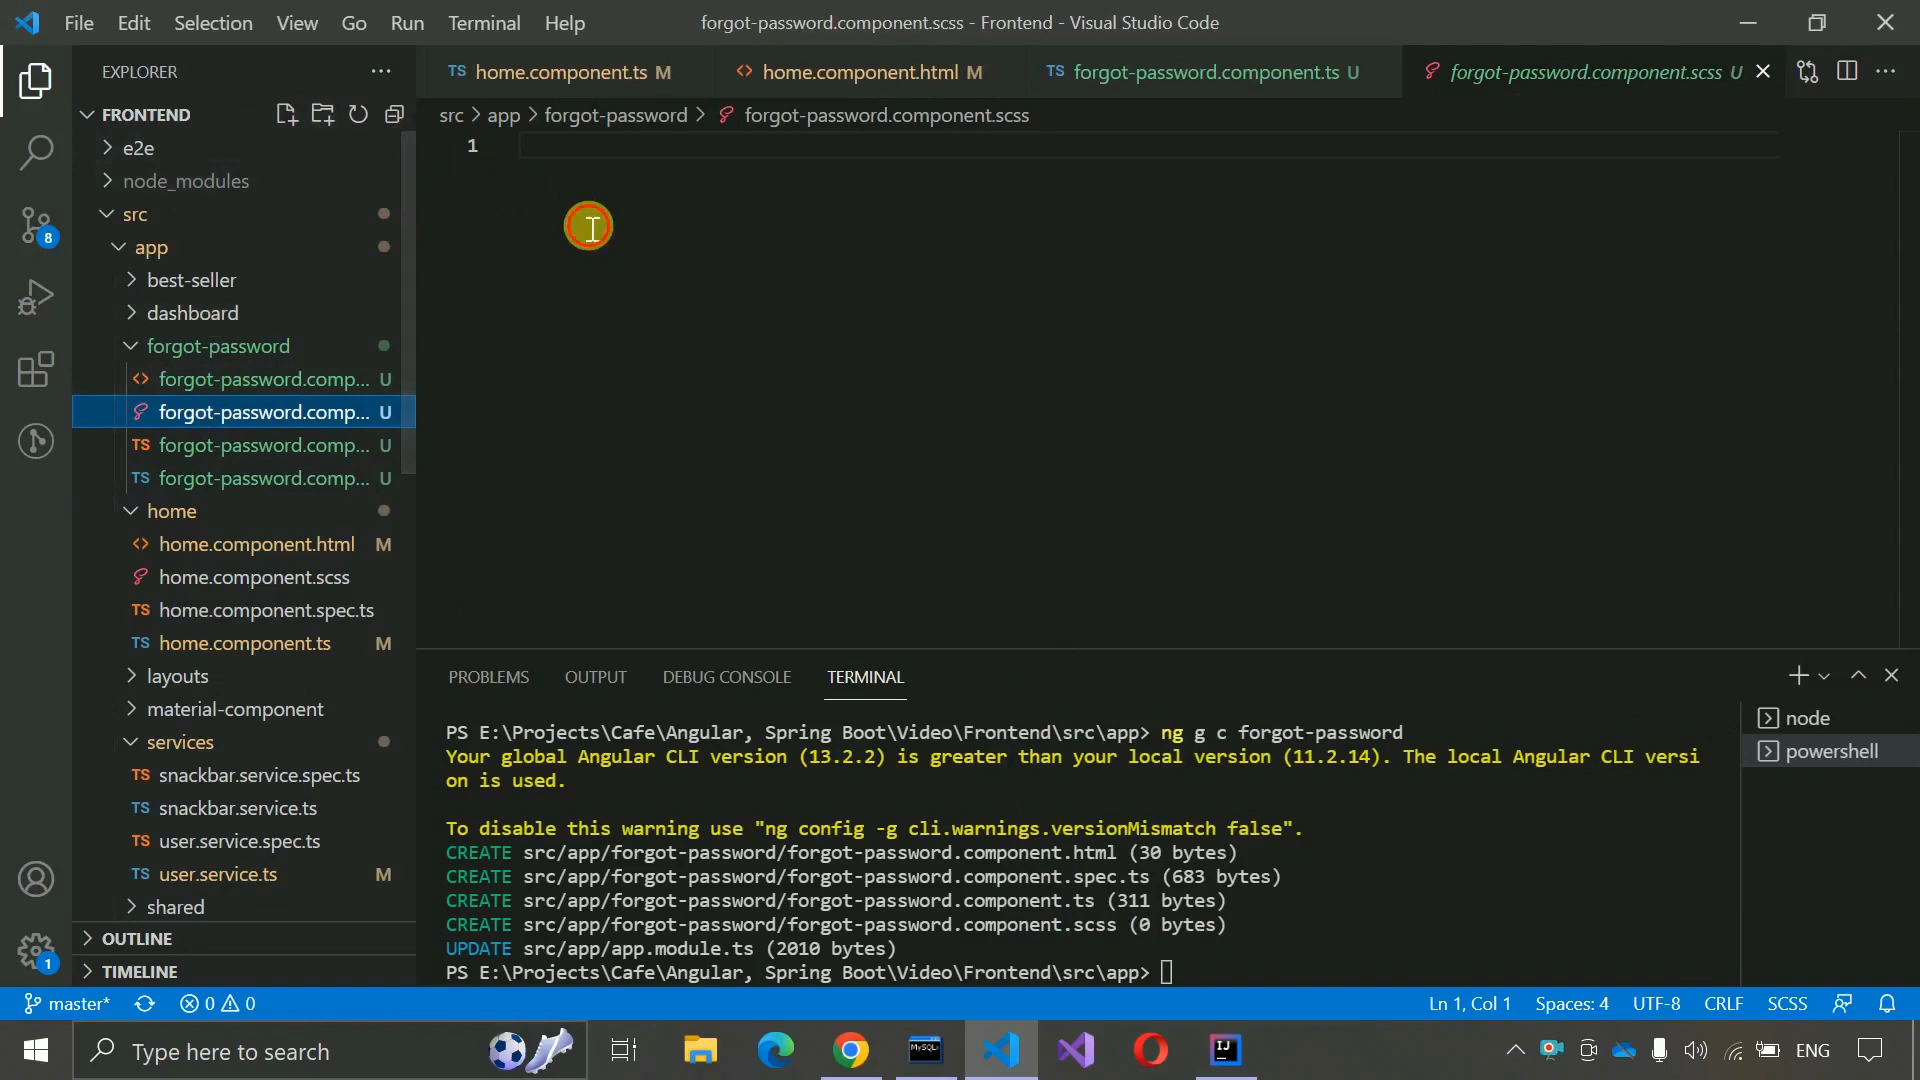 File Edit Selection View Go Run Terminal Help
forgot-password.component.scss - Frontend - Visual Studio Code
EXPLORER
FRONTEND
e2e
node_modules
src
app
best-seller
dashboard
forgot-password
forgot-password.comp... U
forgot-password.comp... U
forgot-password.comp... U
forgot-password.comp... U
home
home.component.html M
home.component.scss
home.component.spec.ts
home.component.ts M
layouts
material-component
services
snackbar.service.spec.ts
snackbar.service.ts
user.service.spec.ts
user.service.ts M
shared
OUTLINE
TIMELINE
8
1
TS home.component.ts M
home.component.html M
TS forgot-password.component.ts U
forgot-password.component.scss U
src > app > forgot-password > forgot-password.component.scss
1
PROBLEMS OUTPUT DEBUG CONSOLE TERMINAL
PS E:\Projects\Cafe\Angular, Spring Boot\Video\Frontend\src\app> ng g c forgot-password
Your global Angular CLI version (13.2.2) is greater than your local version (11.2.14). The local Angular CLI versi
on is used.
To disable this warning use "ng config -g cli.warnings.versionMismatch false".
CREATE src/app/forgot-password/forgot-password.component.html (30 bytes)
CREATE src/app/forgot-password/forgot-password.component.spec.ts (683 bytes)
CREATE src/app/forgot-password/forgot-password.component.ts (311 bytes)
CREATE src/app/forgot-password/forgot-password.component.scss (0 bytes)
UPDATE src/app/app.module.ts (2010 bytes)
PS E:\Projects\Cafe\Angular, Spring Boot\Video\Frontend\src\app>
node
powershell
master* 0 0
Ln 1, Col 1 Spaces: 4 UTF-8 CRLF SCSS
Type here to search
MySQL
IJ
ENG